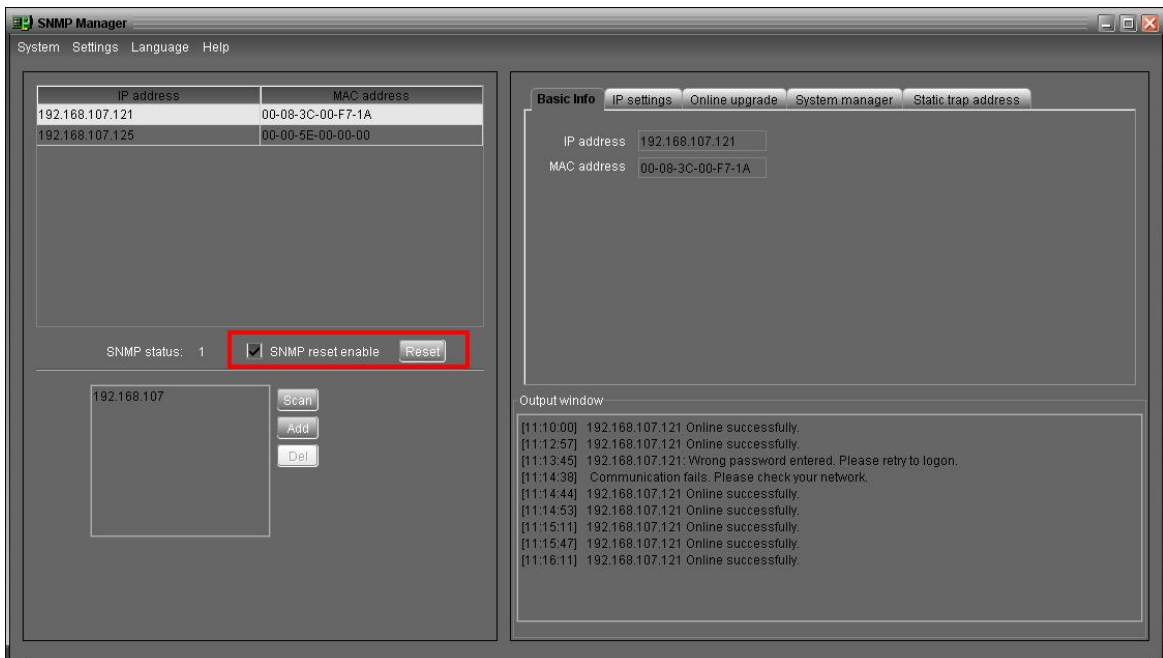 SNMP Manager
System Settings Language Help
IP address MAC address
192.168.107.121 00-08-3C-00-F7-1A
192.168.107.125 00-00-5E-00-00-00
SNMP status: 1 SNMP reset enable Reset
192.168.107
Scan
Add
Del
Basic Info IP settings Online upgrade System manager Static trap address
IP address 192.168.107.121
MAC address 00-08-3C-00-F7-1A
Output window
[11:10:00] 192.168.107.121 Online successfully.
[11:12:57] 192.168.107.121 Online successfully.
[11:13:45] 192.168.107.121: Wrong password entered. Please retry to logon.
[11:14:38] Communication fails. Please check your network.
[11:14:44] 192.168.107.121 Online successfully.
[11:14:53] 192.168.107.121 Online successfully.
[11:15:11] 192.168.107.121 Online successfully.
[11:15:47] 192.168.107.121 Online successfully.
[11:16:11] 192.168.107.121 Online successfully.